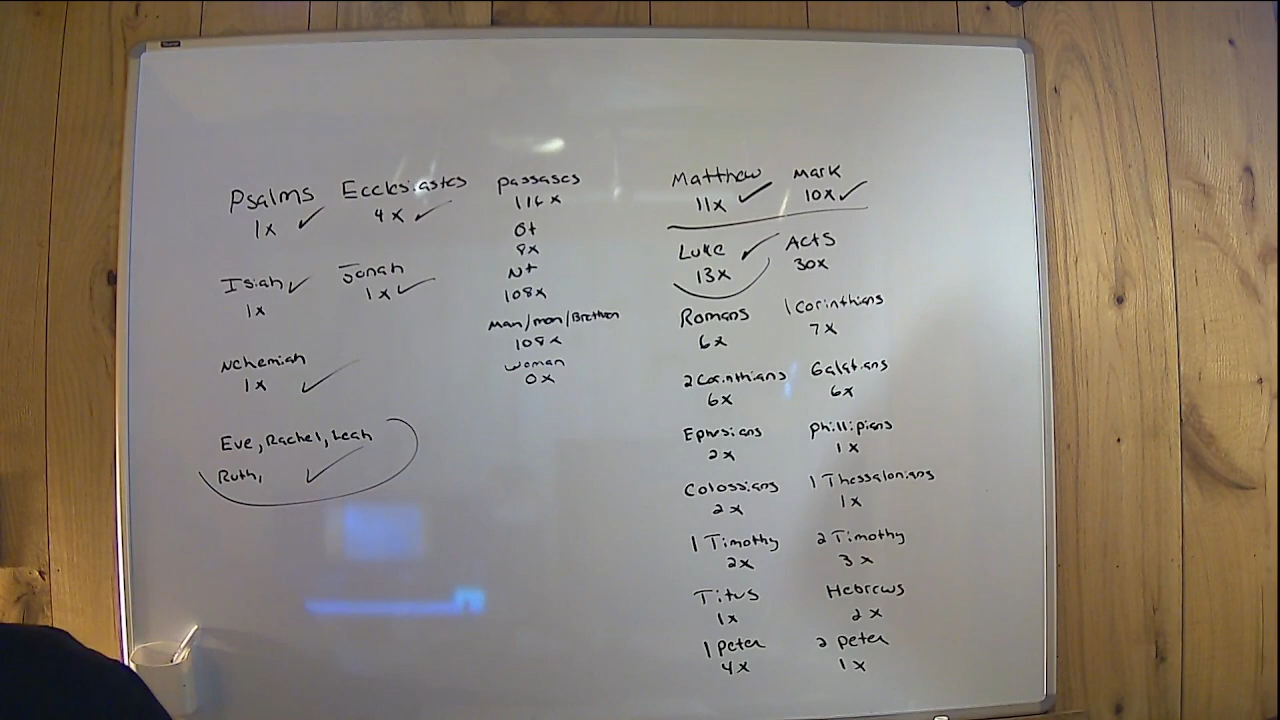 Psalms Ecclesiastes
1x 4x
Isiah Jonah
1x 1x
Nehemiah
1x
Eve, Rachel, Leah
Ruth,
passages
116x
Ot
8x
Nt
108x
Man/men/Brethren
108x
woman
0x
Matthew Mark
11x 10x
Luke Acts
13x 30x
Romans 1 Corinthians
6x 7x
2 Corinthians Galatians
6x 6x
Ephesians Phillipians
2x 1x
Colossians 1 Thessalonians
2x 1x
1 Timothy 2 Timothy
2x 3x
Titus Hebrews
1x 2x
1 Peter 2 Peter
4x 1x